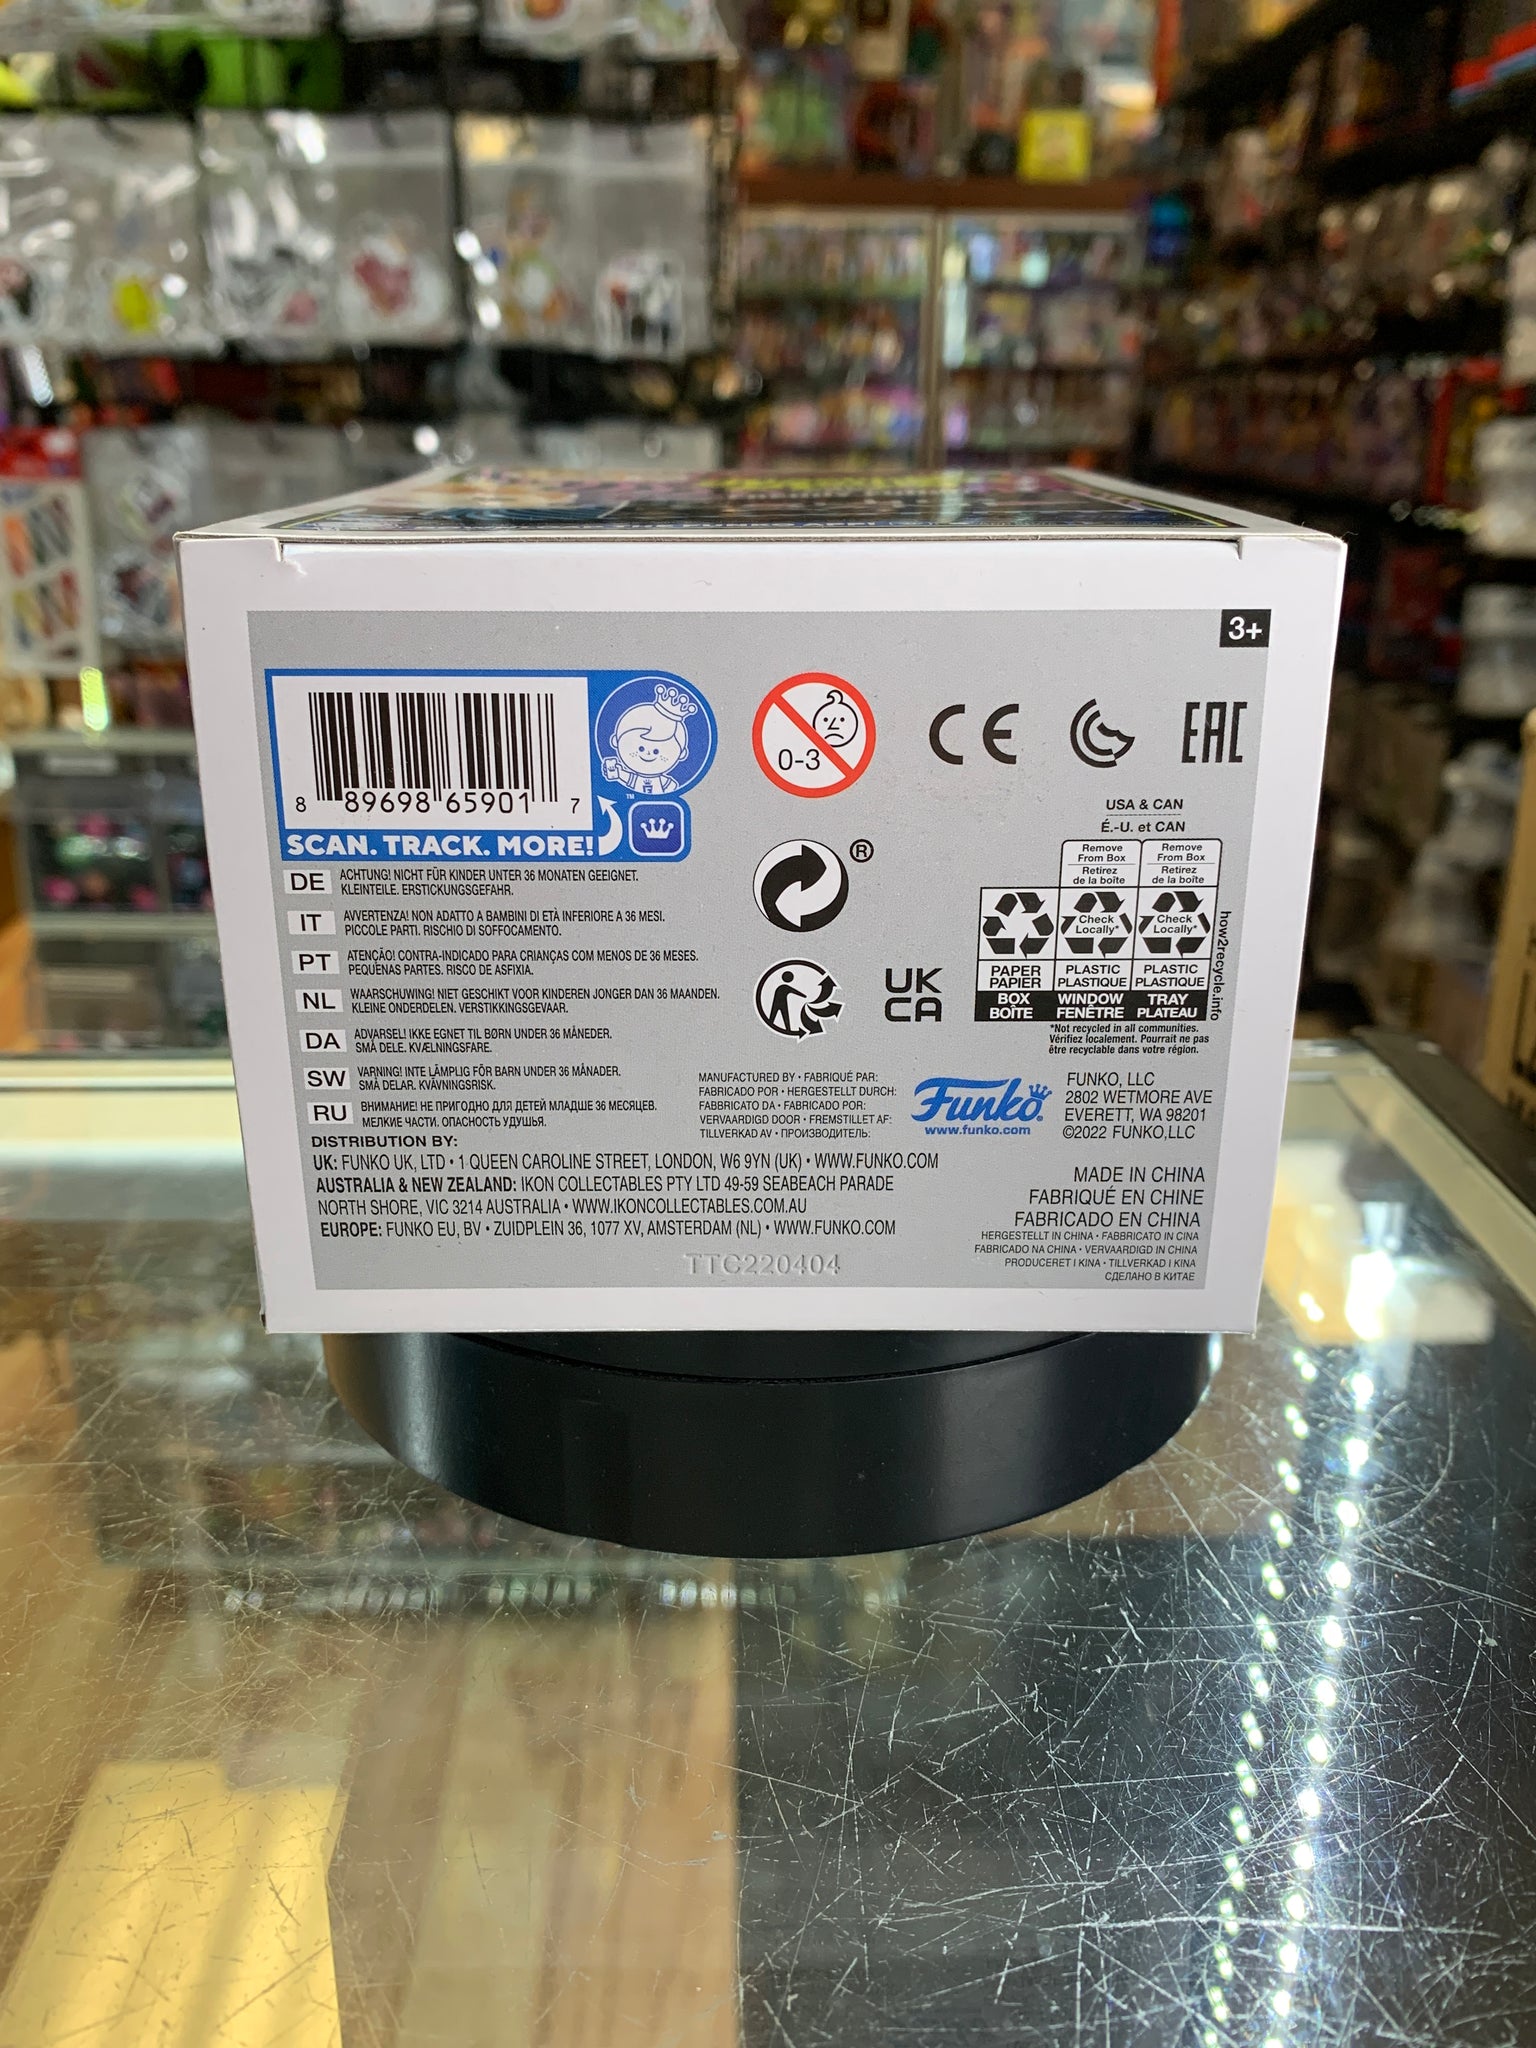 3+
8 89698 65901 7
SCAN. TRACK. MORE!
™
0-3
CE
EAC
DE
ACHTUNG! NICHT FÜR KINDER UNTER 36 MONATEN GEEIGNET.
KLEINTEILE. ERSTICKUNGSGEFAHR.
IT
AVVERTENZA! NON ADATTO A BAMBINI DI ETÀ INFERIORE A 36 MESI.
PICCOLE PARTI. RISCHIO DI SOFFOCAMENTO.
PT
ATENÇÃO! CONTRA-INDICADO PARA CRIANÇAS COM MENOS DE 36 MESES.
PEQUENAS PARTES. RISCO DE ASFIXIA.
NL
WAARSCHUWING! NIET GESCHIKT VOOR KINDEREN JONGER DAN 36 MAANDEN.
KLEINE ONDERDELEN. VERSTIKKINGSGEVAAR.
DA
ADVARSEL! IKKE EGNET TIL BØRN UNDER 36 MÅNEDER.
SMÅ DELE. KVÆLNINGSFARE.
SW
VARNING! INTE LÄMPLIG FÖR BARN UNDER 36 MÅNADER.
SMÅ DELAR. KVÄVNINGSRISK.
RU
ВНИМАНИЕ! НЕ ПРИГОДНО ДЛЯ ДЕТЕЙ МЛАДШЕ 36 МЕСЯЦЕВ.
МЕЛКИЕ ЧАСТИ. ОПАСНОСТЬ УДУШЬЯ.
®
UK
CA
USA & CAN
É.-U. et CAN
Remove From Box
Retirez de la boîte
Remove From Box
Retirez de la boîte
Check Locally*
Check Locally*
PAPER
PAPIER
PLASTIC
PLASTIQUE
PLASTIC
PLASTIQUE
BOX
BOÎTE
WINDOW
FENÊTRE
TRAY
PLATEAU
how2recycle.info
*Not recycled in all communities.
Vérifiez localement. Pourrait ne pas
être recyclable dans votre région.
MANUFACTURED BY • FABRIQUÉ PAR:
FABRICADO POR • HERGESTELLT DURCH:
FABBRICATO DA • FABRICADO POR:
VERVAARDIGD DOOR • FREMSTILLET AF:
TILLVERKAD AV • ПРОИЗВОДИТЕЛЬ:
Funko®
www.funko.com
FUNKO, LLC
2802 WETMORE AVE
EVERETT, WA 98201
©2022 FUNKO,LLC
DISTRIBUTION BY:
UK: FUNKO UK, LTD • 1 QUEEN CAROLINE STREET, LONDON, W6 9YN (UK) • WWW.FUNKO.COM
AUSTRALIA & NEW ZEALAND: IKON COLLECTABLES PTY LTD 49-59 SEABEACH PARADE
NORTH SHORE, VIC 3214 AUSTRALIA • WWW.IKONCOLLECTABLES.COM.AU
EUROPE: FUNKO EU, BV • ZUIDPLEIN 36, 1077 XV, AMSTERDAM (NL) • WWW.FUNKO.COM
MADE IN CHINA
FABRIQUÉ EN CHINE
FABRICADO EN CHINA
HERGESTELLT IN CHINA • FABBRICATO IN CINA
FABRICADO NA CHINA • VERVAARDIGD IN CHINA
PRODUCERET I KINA • TILLVERKAD I KINA
СДЕЛАНО В КИТАЕ
TTC220404